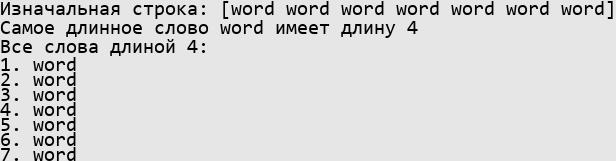 Изначальная строка: [word word word word word word word]
Самое длинное слово word имеет длину 4
Все слова длиной 4:
1. word
2. word
3. word
4. word
5. word
6. word
7. word